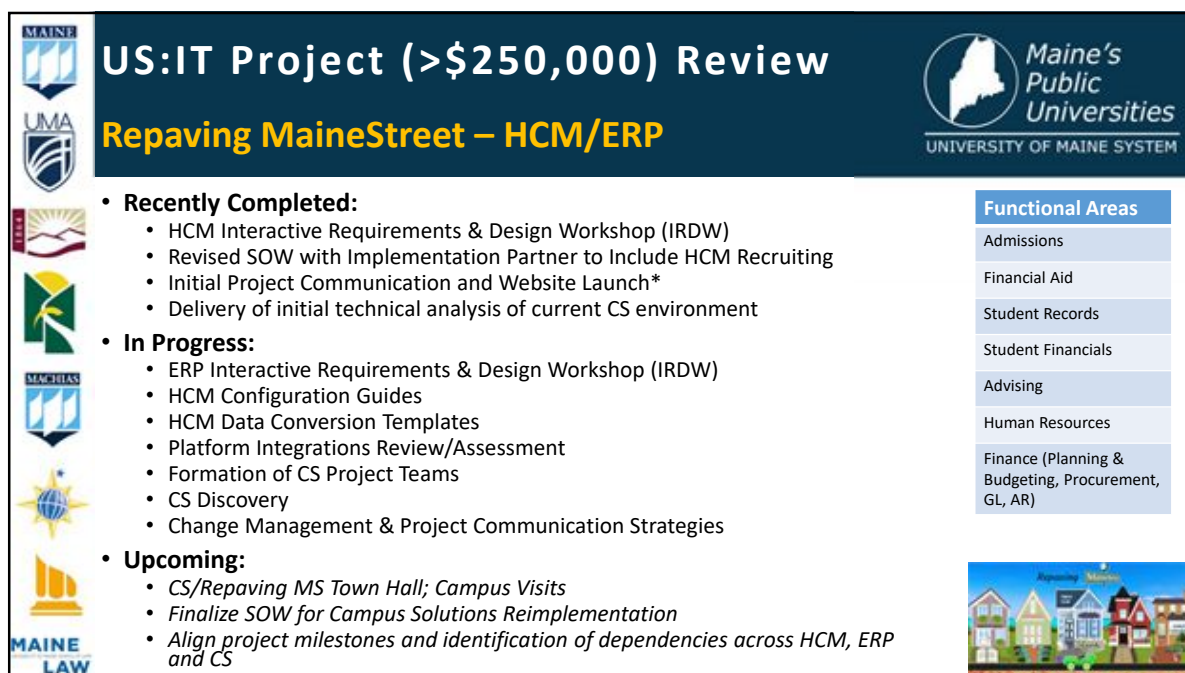 MAINE
UMA
1864
MACHIAS
MAINE
LAW
US:IT Project (>$250,000) Review
Repaving MaineStreet – HCM/ERP
Maine's
Public
Universities
UNIVERSITY OF MAINE SYSTEM
• Recently Completed:
• HCM Interactive Requirements & Design Workshop (IRDW)
• Revised SOW with Implementation Partner to Include HCM Recruiting
• Initial Project Communication and Website Launch*
• Delivery of initial technical analysis of current CS environment
• In Progress:
• ERP Interactive Requirements & Design Workshop (IRDW)
• HCM Configuration Guides
• HCM Data Conversion Templates
• Platform Integrations Review/Assessment
• Formation of CS Project Teams
• CS Discovery
• Change Management & Project Communication Strategies
• Upcoming:
• CS/Repaving MS Town Hall; Campus Visits
• Finalize SOW for Campus Solutions Reimplementation
• Align project milestones and identification of dependencies across HCM, ERP
and CS
Functional Areas
Admissions
Financial Aid
Student Records
Student Financials
Advising
Human Resources
Finance (Planning &
Budgeting, Procurement,
GL, AR)
Repaving